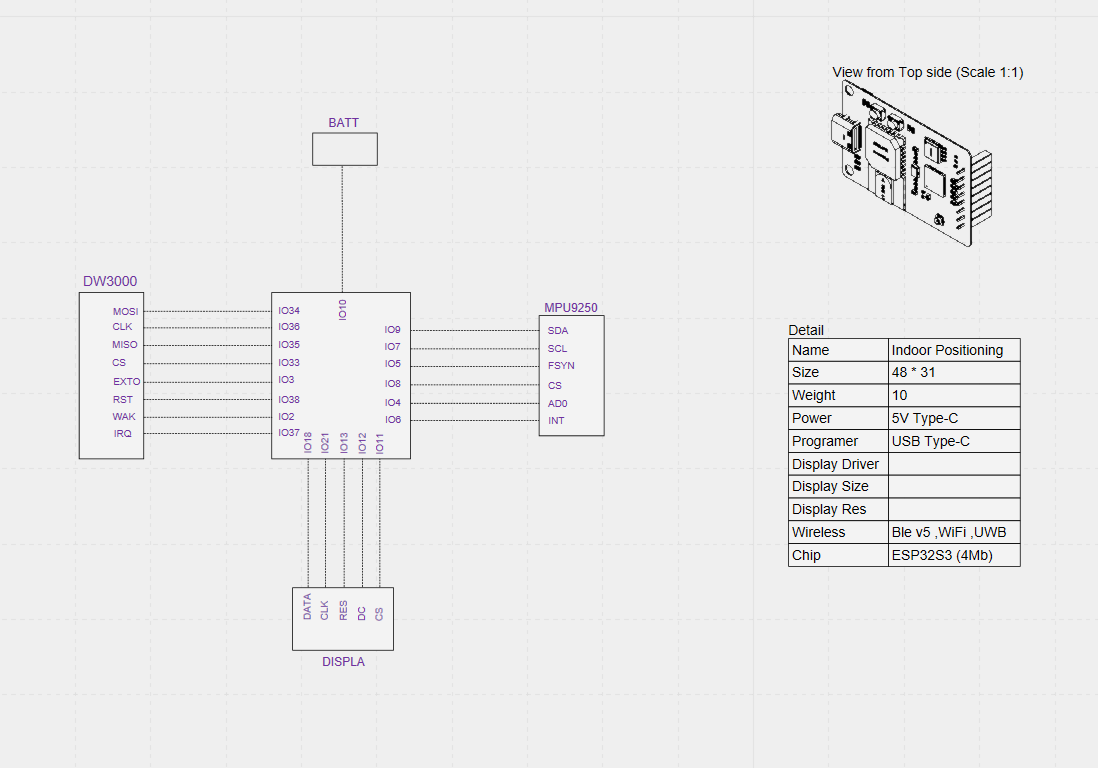 View from Top side (Scale 1:1)
BATT
DW3000
MOSI
CLK
MISO
CS
EXTO
RST
WAK
IRQ
IO34
IO36
IO35
IO33
IO3
IO38
IO2
IO37
IO10
IO9
IO7
IO5
IO8
IO4
IO6
IO18
IO21
IO13
IO12
IO11
MPU9250
SDA
SCL
FSYN
CS
AD0
INT
DATA
CLK
RES
DC
CS
DISPLA
Detail
Name Indoor Positioning
Size 48 * 31
Weight 10
Power 5V Type-C
Programer USB Type-C
Display Driver
Display Size
Display Res
Wireless Ble v5 ,WiFi ,UWB
Chip ESP32S3 (4Mb)